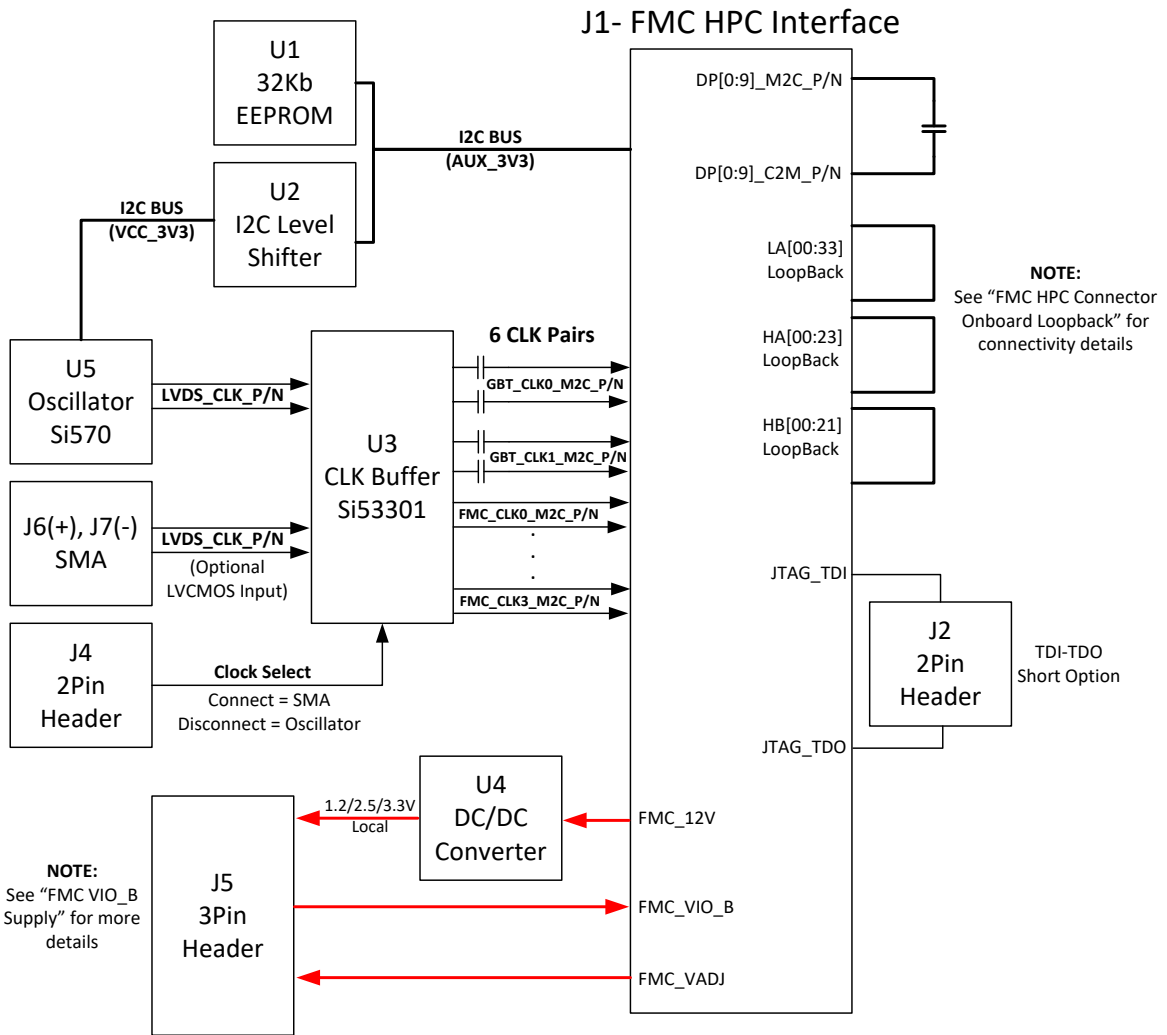 J1- FMC HPC Interface
U1
32Kb
EEPROM
I2C BUS
(AUX_3V3)
U2
I2C Level
Shifter
I2C BUS
(VCC_3V3)
U5
Oscillator
Si570
LVDS_CLK_P/N
J6(+), J7(-)
SMA
LVDS_CLK_P/N
(Optional
LVCMOS Input)
J4
2Pin
Header
Clock Select
Connect = SMA
Disconnect = Oscillator
U3
CLK Buffer
Si53301
6 CLK Pairs
GBT_CLK0_M2C_P/N
GBT_CLK1_M2C_P/N
FMC_CLK0_M2C_P/N
.
.
.
FMC_CLK3_M2C_P/N
DP[0:9]_M2C_P/N
DP[0:9]_C2M_P/N
LA[00:33]
LoopBack
HA[00:23]
LoopBack
HB[00:21]
LoopBack
NOTE:
See “FMC HPC Connector
Onboard Loopback” for
connectivity details
JTAG_TDI
J2
2Pin
Header
TDI-TDO
Short Option
JTAG_TDO
U4
DC/DC
Converter
1.2/2.5/3.3V
Local
FMC_12V
NOTE:
See “FMC VIO_B
Supply” for more
details
J5
3Pin
Header
FMC_VIO_B
FMC_VADJ